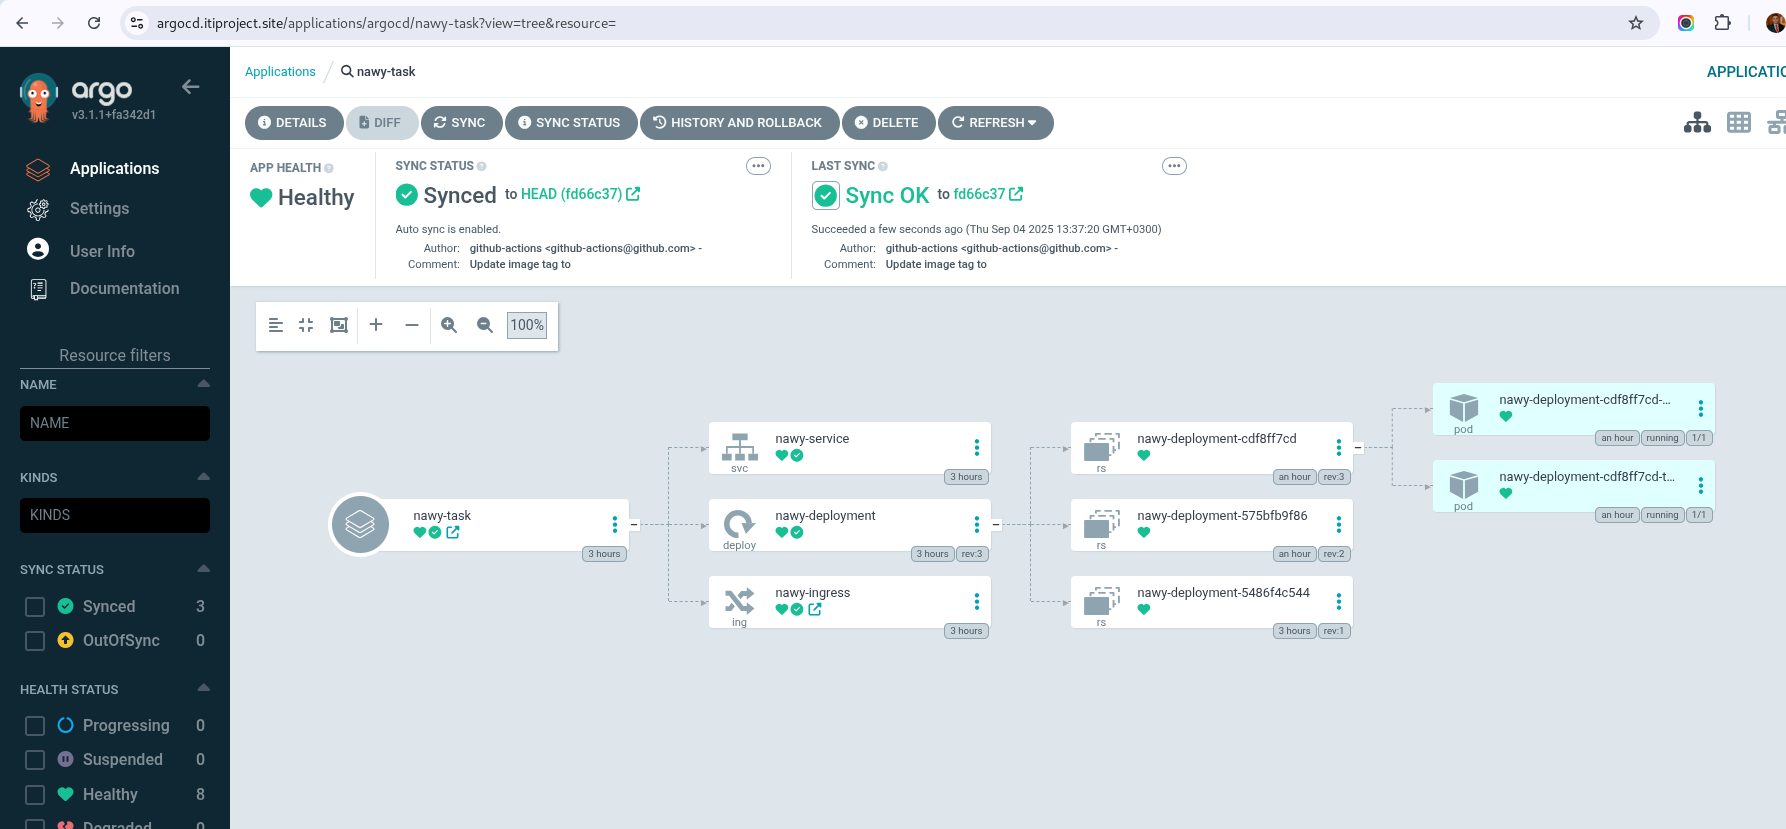 argocd.itiproject.site/applications/argocd/nawy-task?view=tree&resource=
argo
v3.1.1+fa342d1
Applications
Settings
User Info
Documentation
Resource filters
NAME
NAME
KINDS
KINDS
SYNC STATUS
Synced 3
OutOfSync 0
HEALTH STATUS
Progressing 0
Suspended 0
Healthy 8
Degraded 0
Applications / nawy-task
APPLICATIO
DETAILS DIFF SYNC SYNC STATUS HISTORY AND ROLLBACK DELETE REFRESH
APP HEALTH
Healthy
SYNC STATUS
Synced to HEAD (fd66c37)
Auto sync is enabled.
Author: github-actions <github-actions@github.com> -
Comment: Update image tag to
LAST SYNC
Sync OK to fd66c37
Succeeded a few seconds ago (Thu Sep 04 2025 13:37:20 GMT+0300)
Author: github-actions <github-actions@github.com> -
Comment: Update image tag to
100%
nawy-task
3 hours
nawy-service
svc
3 hours
nawy-deployment
deploy
3 hours rev:3
nawy-ingress
ing
3 hours
nawy-deployment-cdf8ff7cd
rs
an hour rev:3
nawy-deployment-575bfb9f86
rs
an hour rev:2
nawy-deployment-5486f4c544
rs
3 hours rev:1
nawy-deployment-cdf8ff7cd-...
pod
an hour running 1/1
nawy-deployment-cdf8ff7cd-t...
pod
an hour running 1/1